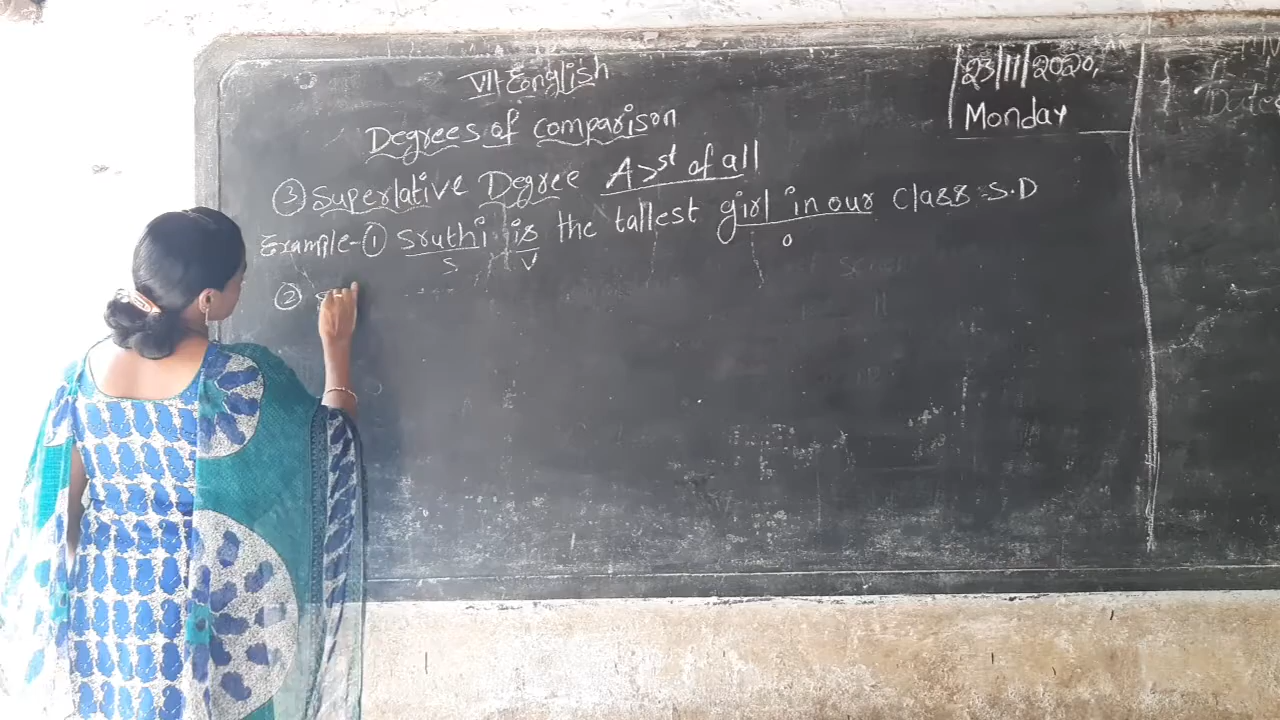 VII-English
23/11/2020,
Monday
Degrees of comparison
③ Superlative Degree A>st of all
Example-① Sruthi is the tallest girl in our class S.D
S V O
② S
Date